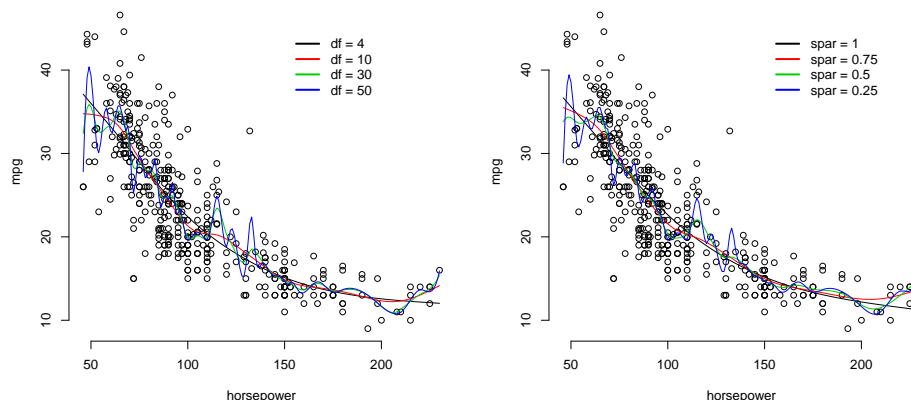 df = 4
df = 10
df = 30
df = 50
40
30
20
10
mpg
50
100
150
200
horsepower
spar = 1
spar = 0.75
spar = 0.5
spar = 0.25
40
30
20
10
mpg
50
100
150
200
horsepower